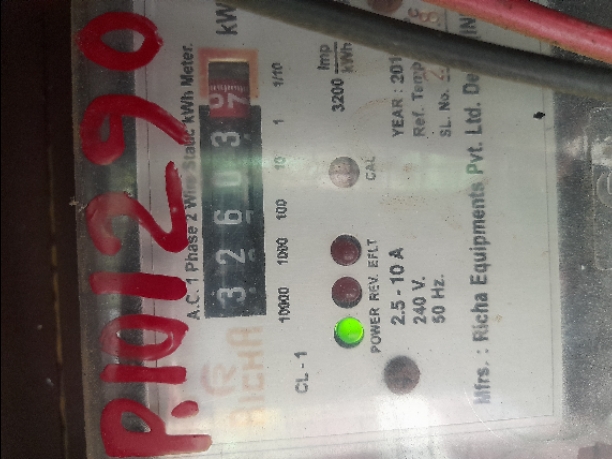 P.101290
A.C. 1 Phase 2 Wire Static kWh Meter.
3 2 6 0 3
kW
10000 1000 100 10 1 1/10
RICHA
CL - 1
Imp
3200 kWh
POWER REV. EFLT CAL
2.5 - 10 A
240 V.
50 Hz.
YEAR : 201
Ref. Temp
SL. No.
Mfrs. : Richa Equipments Pvt. Ltd. De (IN